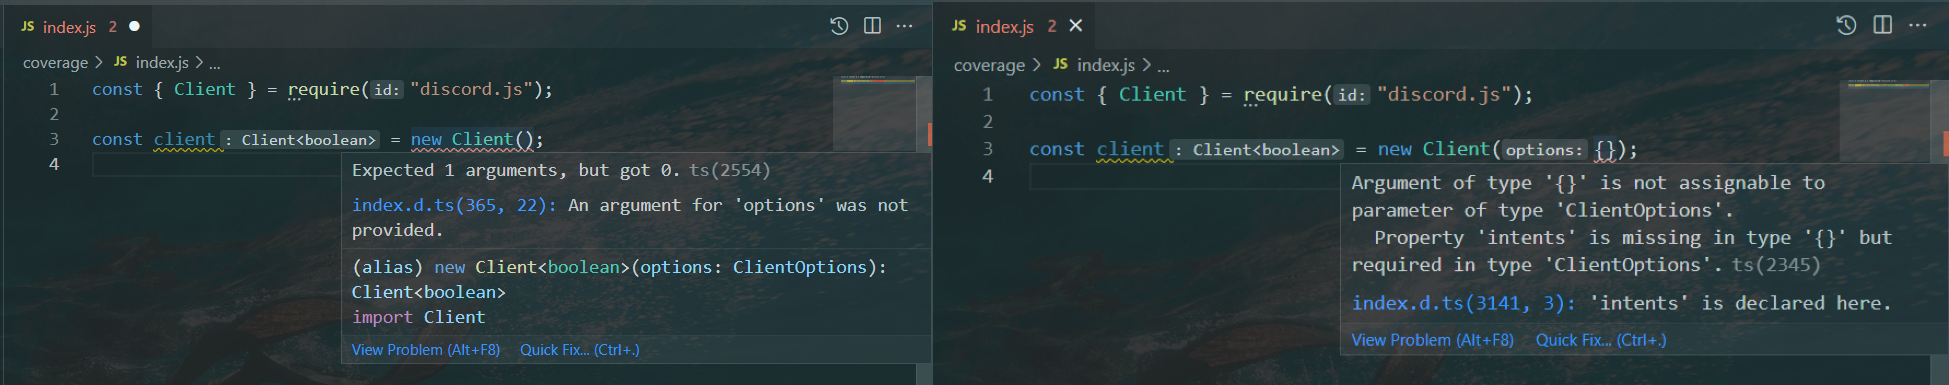 JS index.js 2
coverage > JS index.js > ...
1 const { Client } = require(id: "discord.js");
2
3 const client: Client<boolean> = new Client();
4
Expected 1 arguments, but got 0. ts(2554)
index.d.ts(365, 22): An argument for 'options' was not
provided.
(alias) new Client<boolean>(options: ClientOptions):
Client<boolean>
import Client
View Problem (Alt+F8) Quick Fix... (Ctrl+.)
JS index.js 2
coverage > JS index.js > ...
1 const { Client } = require(id: "discord.js");
2
3 const client: Client<boolean> = new Client(options: {});
4
Argument of type '{}' is not assignable to
parameter of type 'ClientOptions'.
Property 'intents' is missing in type '{}' but
required in type 'ClientOptions'. ts(2345)
index.d.ts(3141, 3): 'intents' is declared here.
View Problem (Alt+F8) Quick Fix... (Ctrl+.)